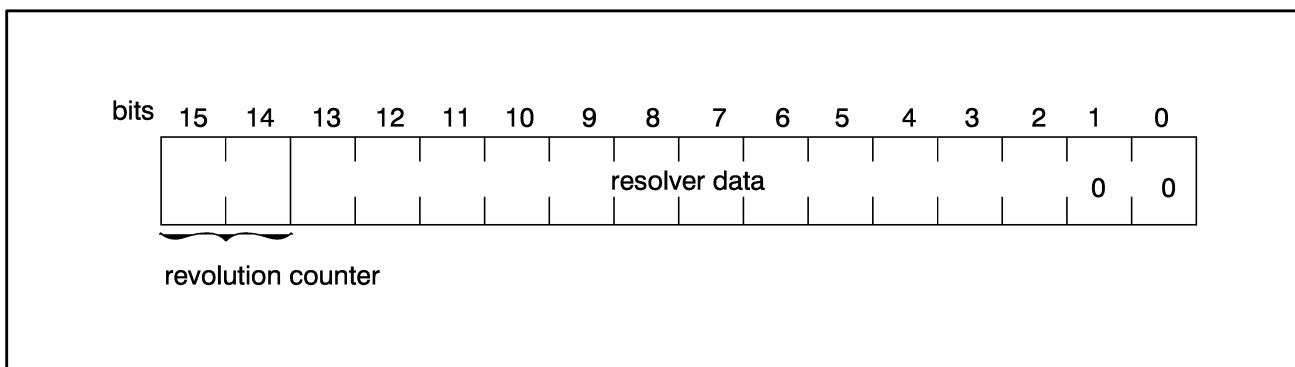 bits 15 14 13 12 11 10 9 8 7 6 5 4 3 2 1 0
resolver data 0 0
revolution counter